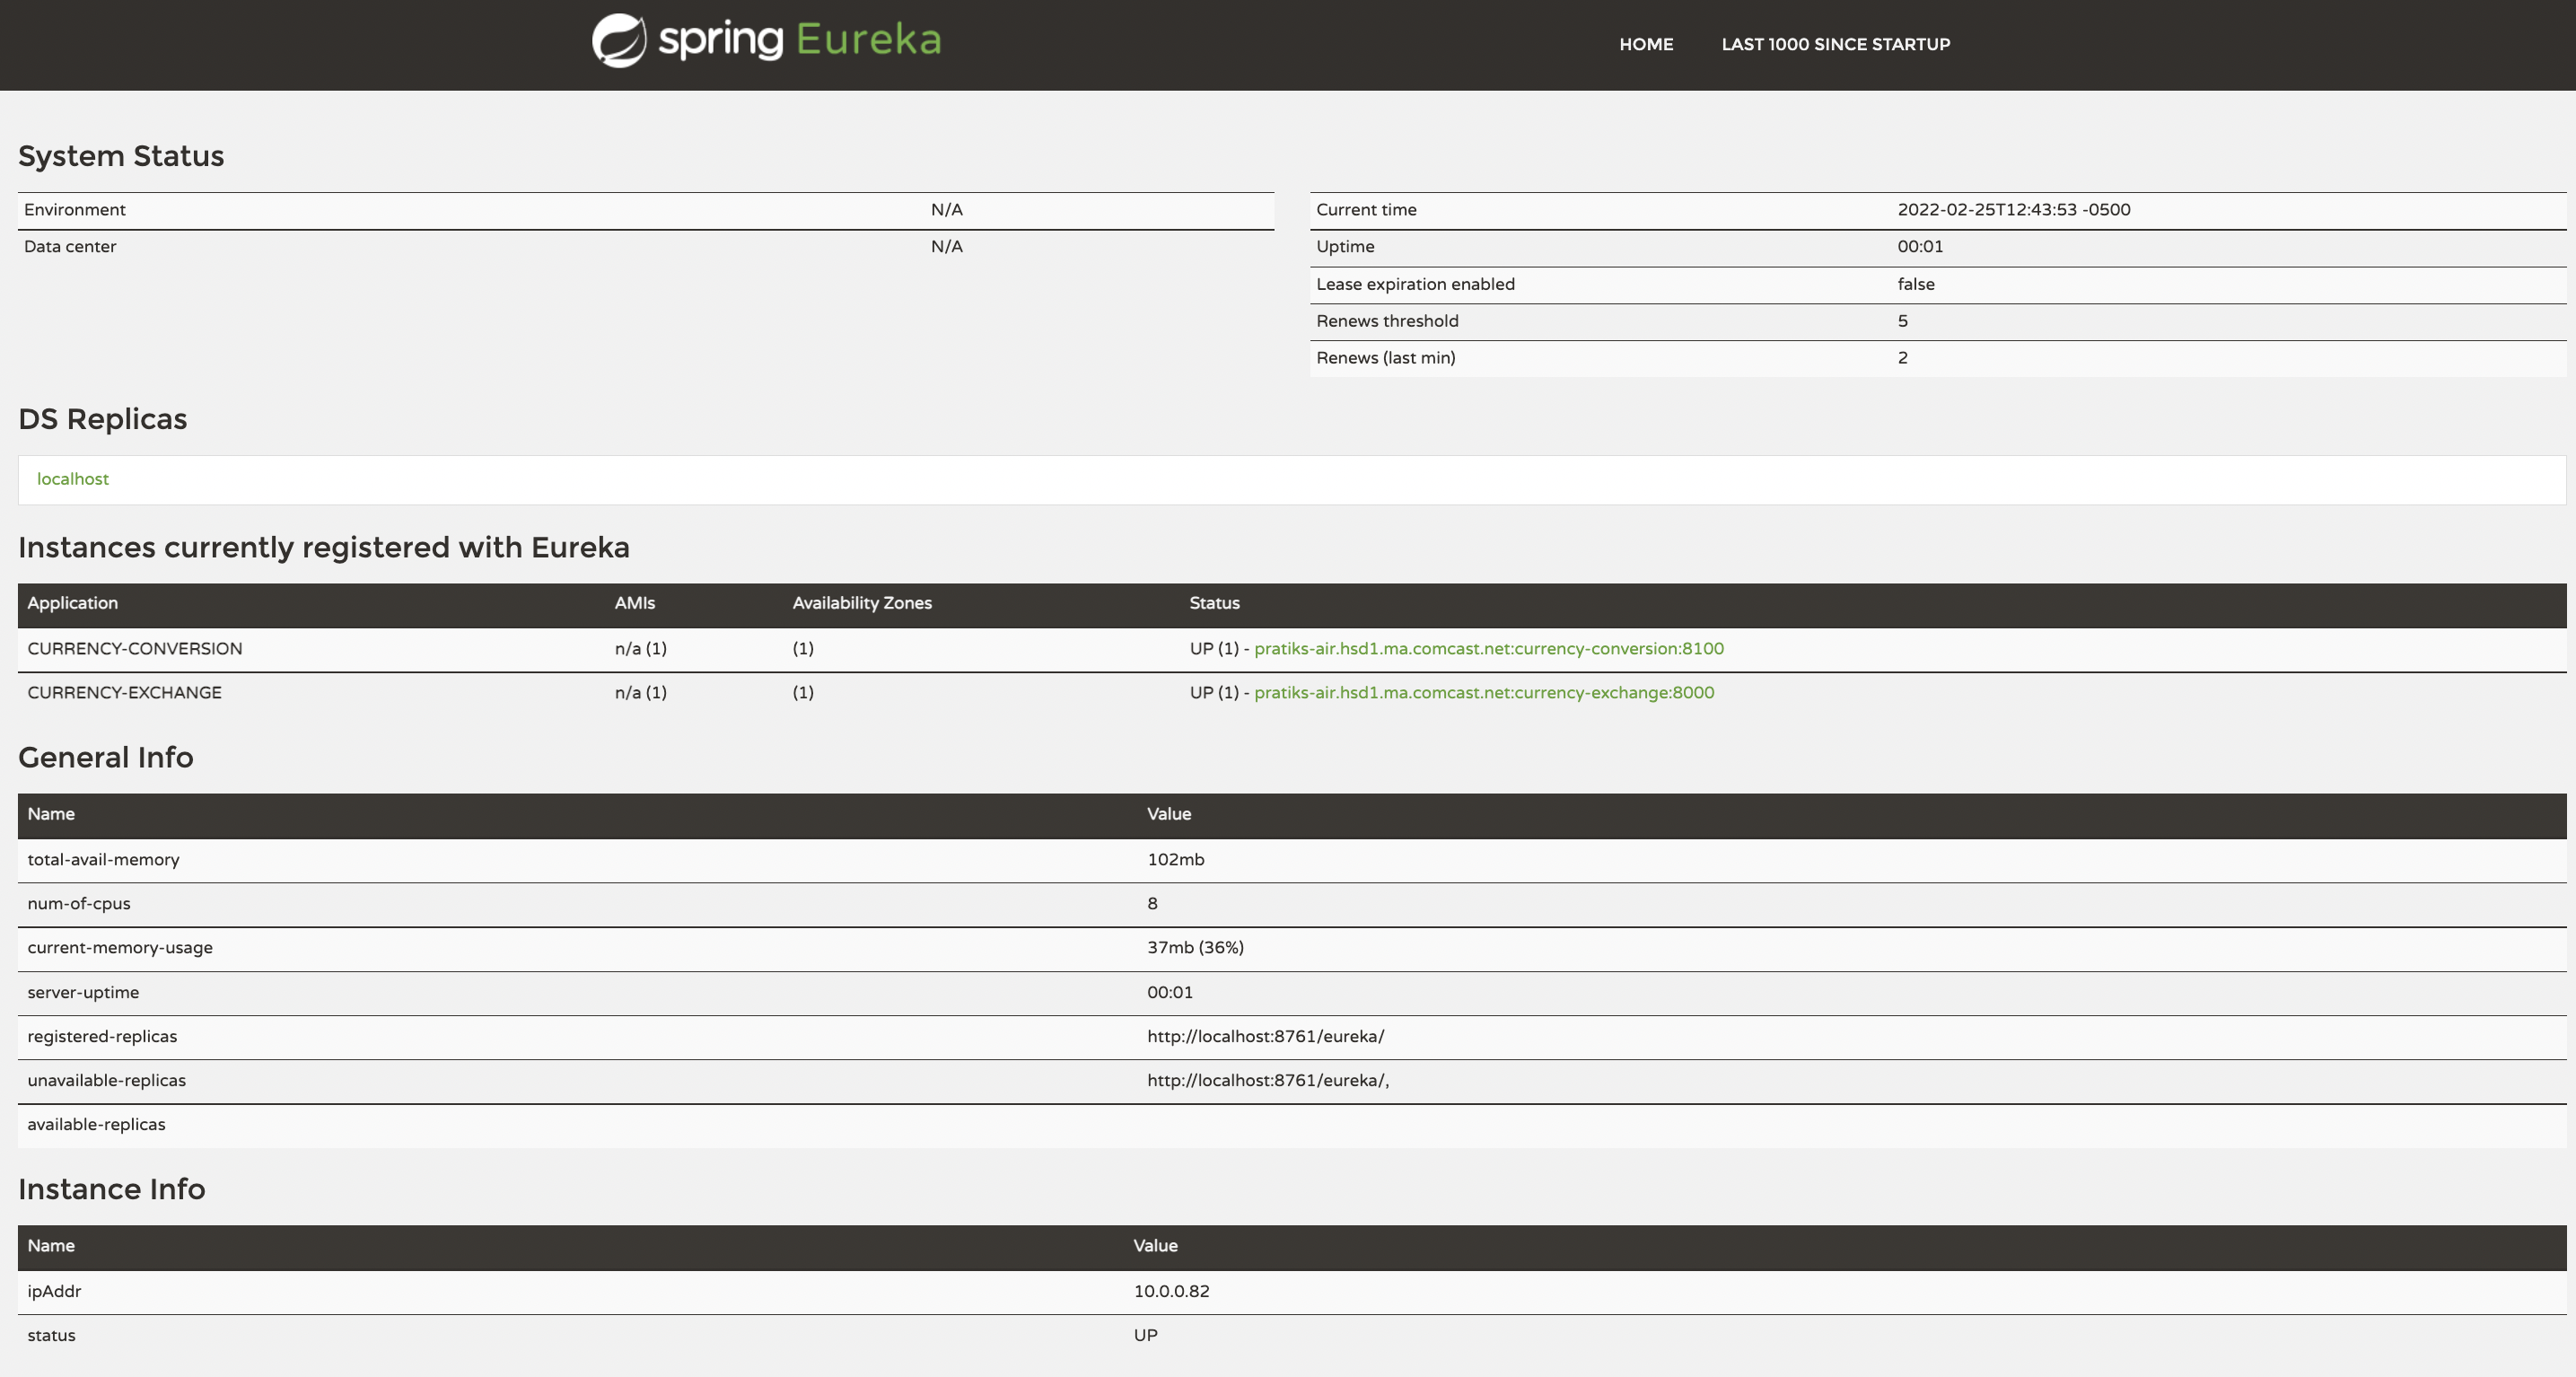 spring Eureka
HOME LAST 1000 SINCE STARTUP
System Status
Environment N/A
Data center N/A
Current time 2022-02-25T12:43:53 -0500
Uptime 00:01
Lease expiration enabled false
Renews threshold 5
Renews (last min) 2
DS Replicas
localhost
Instances currently registered with Eureka
Application AMIs Availability Zones Status
CURRENCY-CONVERSION n/a (1) (1) UP (1) - pratiks-air.hsd1.ma.comcast.net:currency-conversion:8100
CURRENCY-EXCHANGE n/a (1) (1) UP (1) - pratiks-air.hsd1.ma.comcast.net:currency-exchange:8000
General Info
Name Value
total-avail-memory 102mb
num-of-cpus 8
current-memory-usage 37mb (36%)
server-uptime 00:01
registered-replicas http://localhost:8761/eureka/
unavailable-replicas http://localhost:8761/eureka/,
available-replicas
Instance Info
Name Value
ipAddr 10.0.0.82
status UP